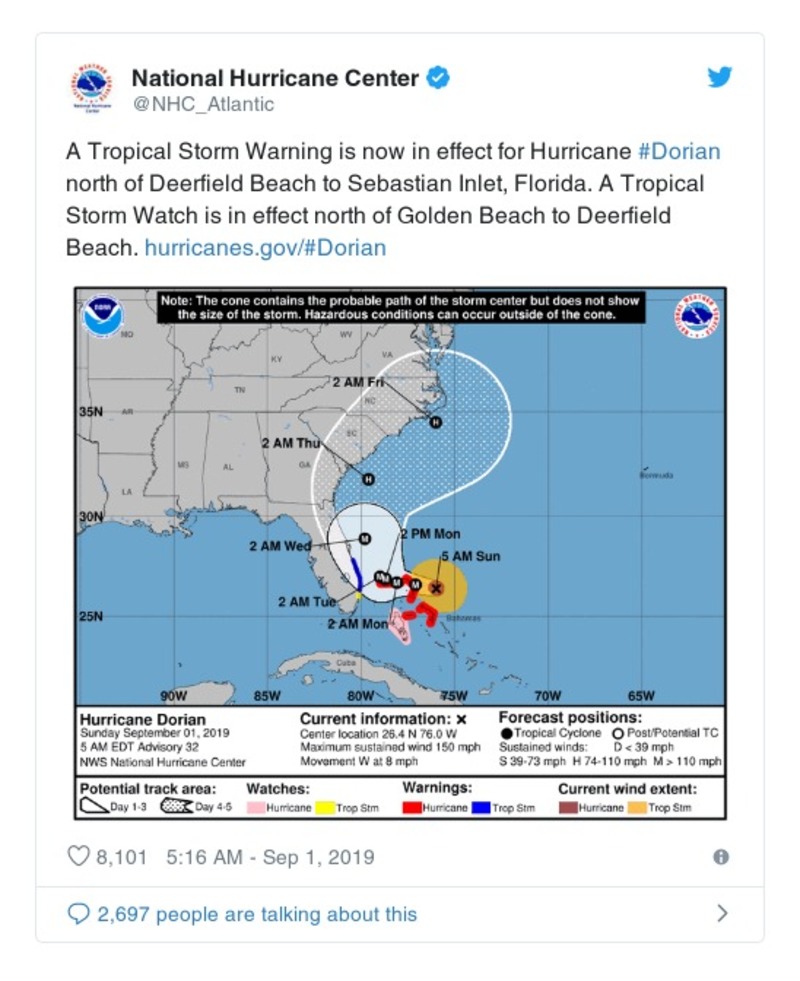 National Hurricane Center
@NHC_Atlantic
A Tropical Storm Warning is now in effect for Hurricane #Dorian
north of Deerfield Beach to Sebastian Inlet, Florida. A Tropical
Storm Watch is in effect north of Golden Beach to Deerfield
Beach. hurricanes.gov/#Dorian
Note: The cone contains the probable path of the storm center but does not show
the size of the storm. Hazardous conditions can occur outside of the cone.
NOAA
MO
WV
KY
VA
2 AM Fri
TN
NC
35N
AR
H
2 AM Thu
SC
MS
AL
GA
H
Bermuda
LA
30N
2 AM Wed
M
2 PM Mon
5 AM Sun
M
M
M
M
2 AM Tue
25N
2 AM Mon
Bahamas
Cuba
90W
85W
80W
75W
70W
65W
Hurricane Dorian
Sunday September 01, 2019
5 AM EDT Advisory 32
NWS National Hurricane Center
Current information: x
Center location 26.4 N 76.0 W
Maximum sustained wind 150 mph
Movement W at 8 mph
Forecast positions:
Tropical Cyclone Post/Potential TC
Sustained winds: D < 39 mph
S 39-73 mph H 74-110 mph M > 110 mph
Potential track area:
Day 1-3 Day 4-5
Watches:
Hurricane Trop Stm
Warnings:
Hurricane Trop Stm
Current wind extent:
Hurricane Trop Stm
8,101 5:16 AM - Sep 1, 2019
2,697 people are talking about this